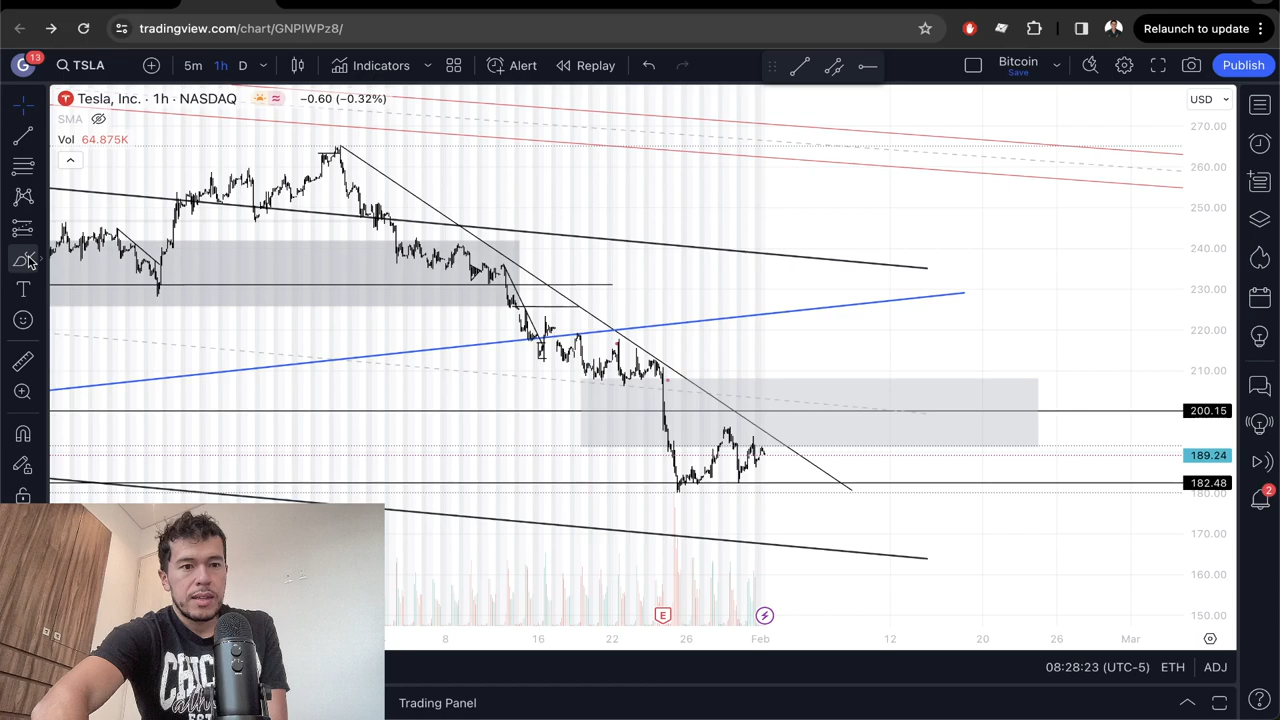 tradingview.com/chart/GNPIWPz8/
Relaunch to update
G 13
TSLA
5m 1h D
Indicators
Alert
Replay
Bitcoin
Save
Publish
Tesla, Inc. · 1h · NASDAQ
−0.60 (−0.32%)
USD
SMA
Vol 64.875K
270.00
260.00
250.00
240.00
230.00
220.00
210.00
200.15
189.24
182.48
180.00
170.00
160.00
150.00
2
T
E
8 16 22 26 Feb 12 20 26 Mar
08:28:23 (UTC-5) ETH ADJ
Trading Panel